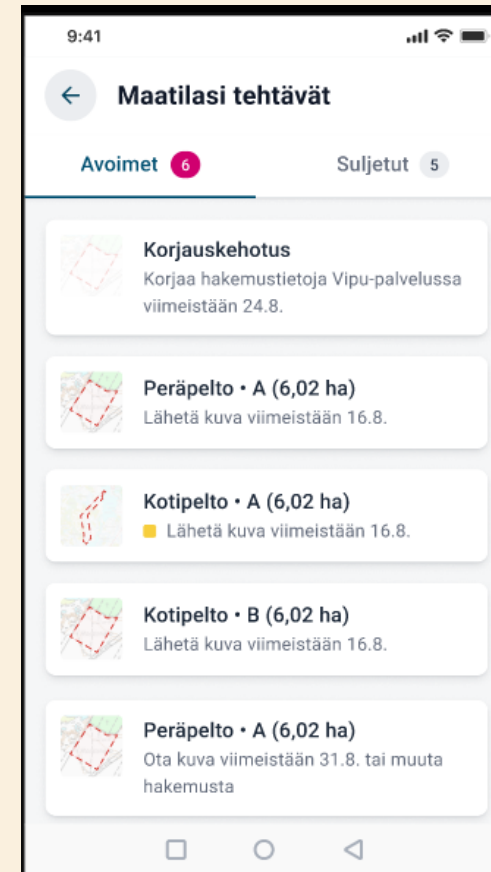 9:41
Maatilasi tehtävät
Avoimet 6
Suljetut 5
Korjauskehotus
Korjaa hakemustietoja Vipu-palvelussa
viimeistään 24.8.
Peräpelto • A (6,02 ha)
Lähetä kuva viimeistään 16.8.
Kotipelto • A (6,02 ha)
Lähetä kuva viimeistään 16.8.
Kotipelto • B (6,02 ha)
Lähetä kuva viimeistään 16.8.
Peräpelto • A (6,02 ha)
Ota kuva viimeistään 31.8. tai muuta
hakemusta